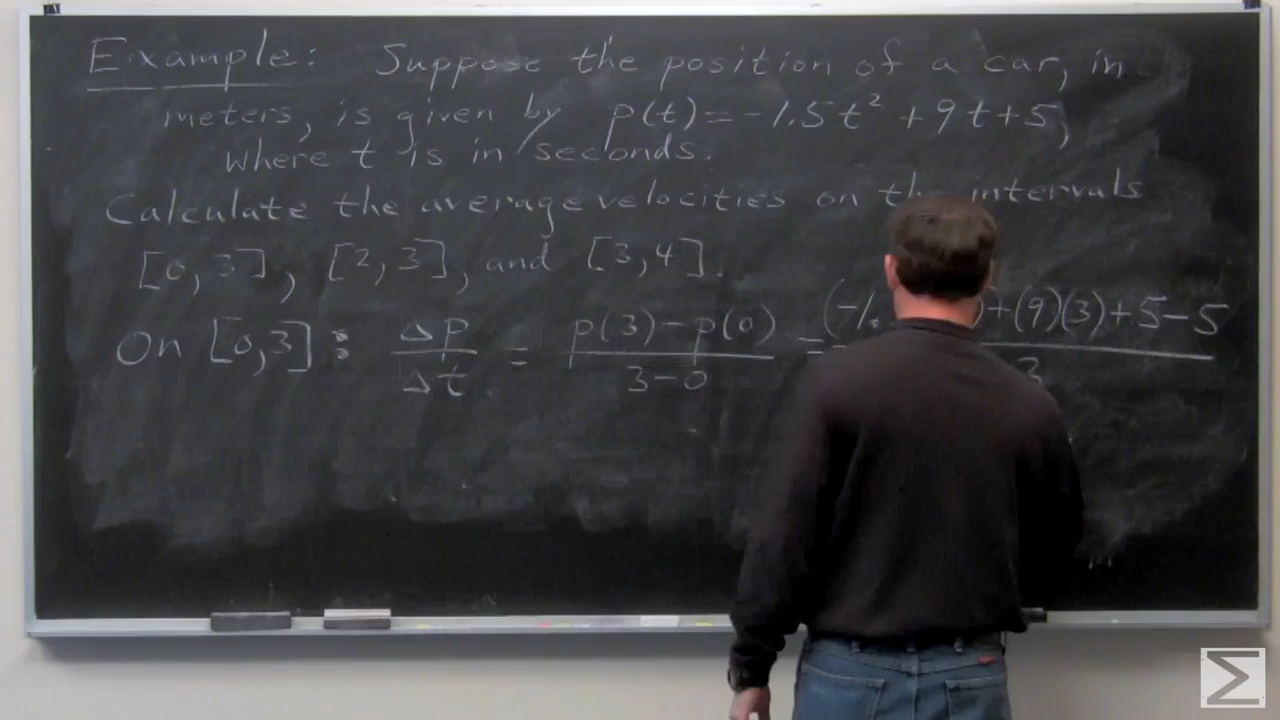 Example: Suppose the position of a car, in
meters, is given by p(t)=-1.5t²+9t+5,
where t is in seconds.
Calculate the average velocities on the intervals
[0,3], [2,3], and [3,4].
On [0,3]: Δp/Δt = p(3)-p(0)/3-0 = (-1. )+(9)(3)+5-5/3
Σ